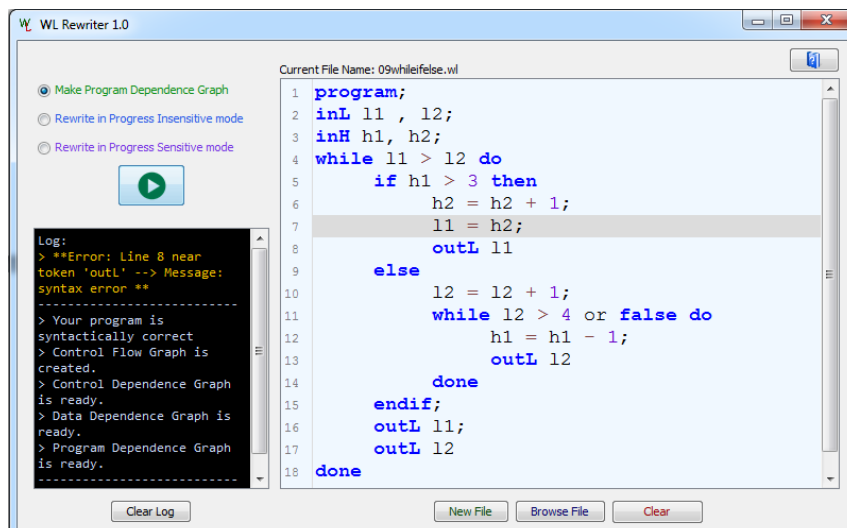 WL Rewriter 1.0
Make Program Dependence Graph
Rewrite in Progress Insensitive mode
Rewrite in Progress Sensitive mode
Log:
> **Error: Line 8 near
token 'outL' --> Message:
syntax error **
--------------------------
> Your program is
syntactically correct
> Control Flow Graph is
created.
> Control Dependence Graph
is ready.
> Data Dependence Graph is
ready.
> Program Dependence Graph
is ready.
--------------------------
Clear Log
Current File Name: 09whileifelse.wl
1 program;
2 inL l1 , l2;
3 inH h1, h2;
4 while l1 > l2 do
5 if h1 > 3 then
6 h2 = h2 + 1;
7 l1 = h2;
8 outL l1
9 else
10 l2 = l2 + 1;
11 while l2 > 4 or false do
12 h1 = h1 - 1;
13 outL l2
14 done
15 endif;
16 outL l1;
17 outL l2
18 done
New File Browse File Clear